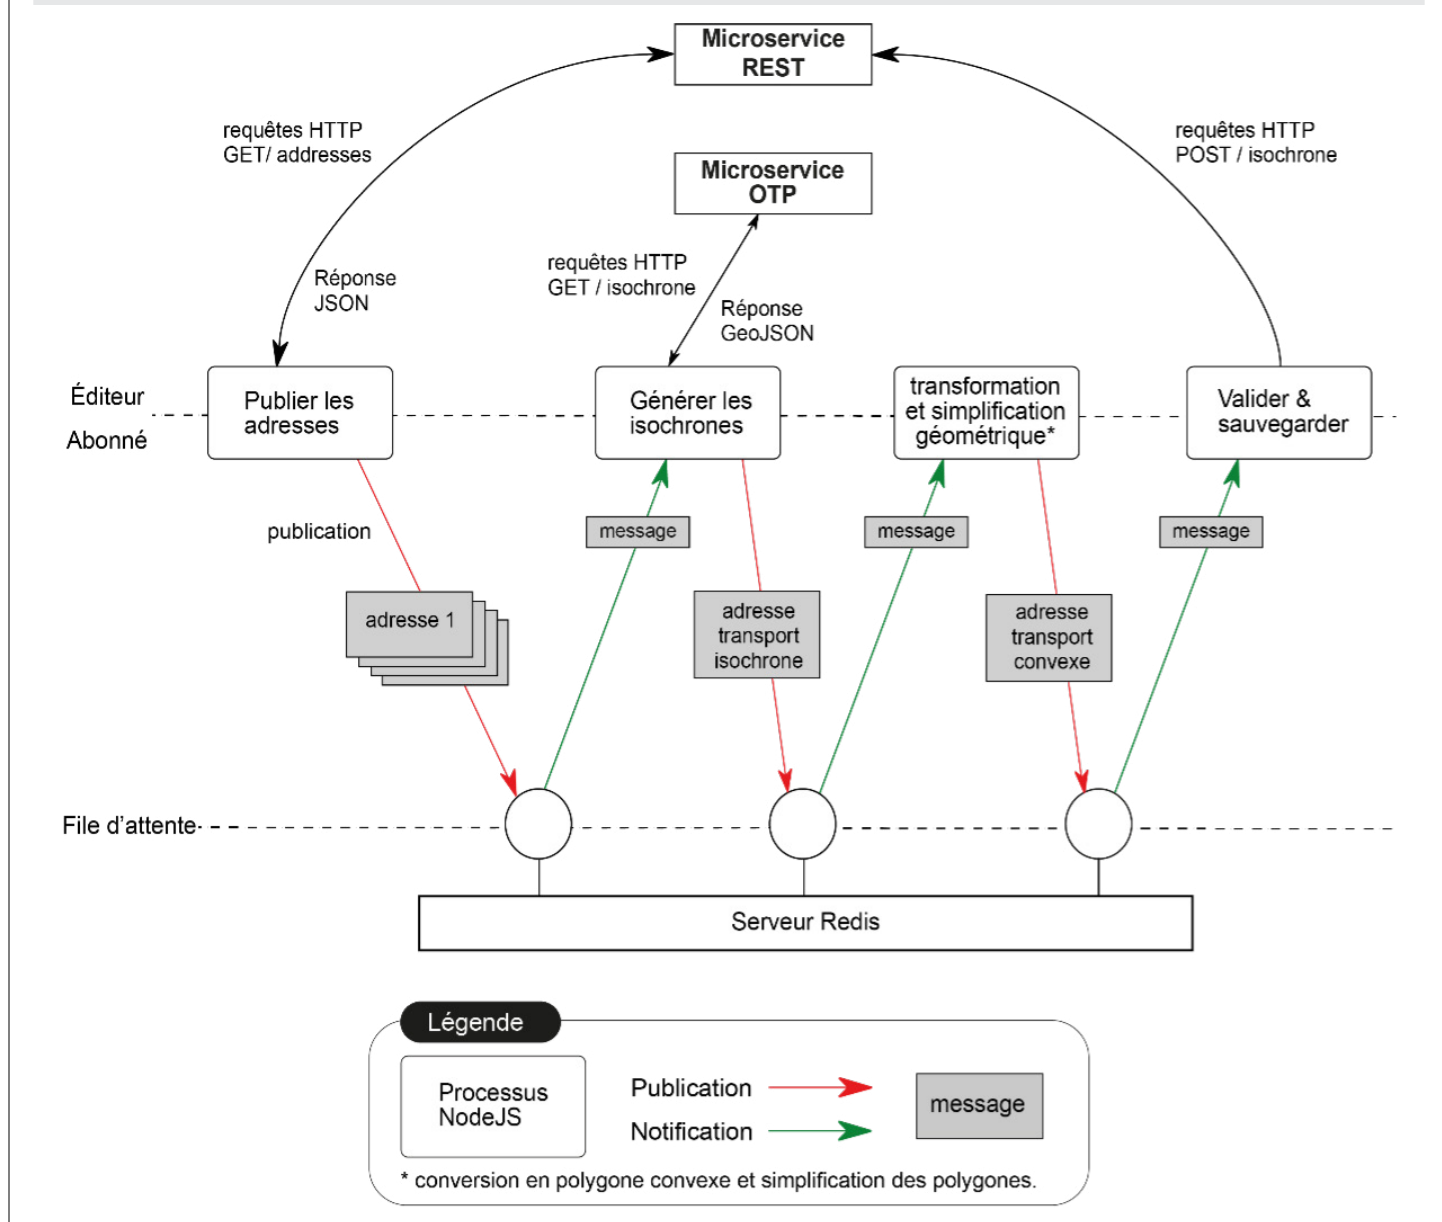 Microservice
REST
requêtes HTTP
GET/ addresses
requêtes HTTP
POST / isochrone
Microservice
OTP
requêtes HTTP
GET / isochrone
Réponse
JSON
Réponse
GeoJSON
Éditeur
Abonné
Publier les
adresses
Générer les
isochrones
transformation
et simplification
géométrique*
Valider &
sauvegarder
publication
message
message
message
adresse 1
adresse
transport
isochrone
adresse
transport
convexe
File d'attente
Serveur Redis
Légende
Processus
NodeJS
Publication
Notification
message
* conversion en polygone convexe et simplification des polygones.